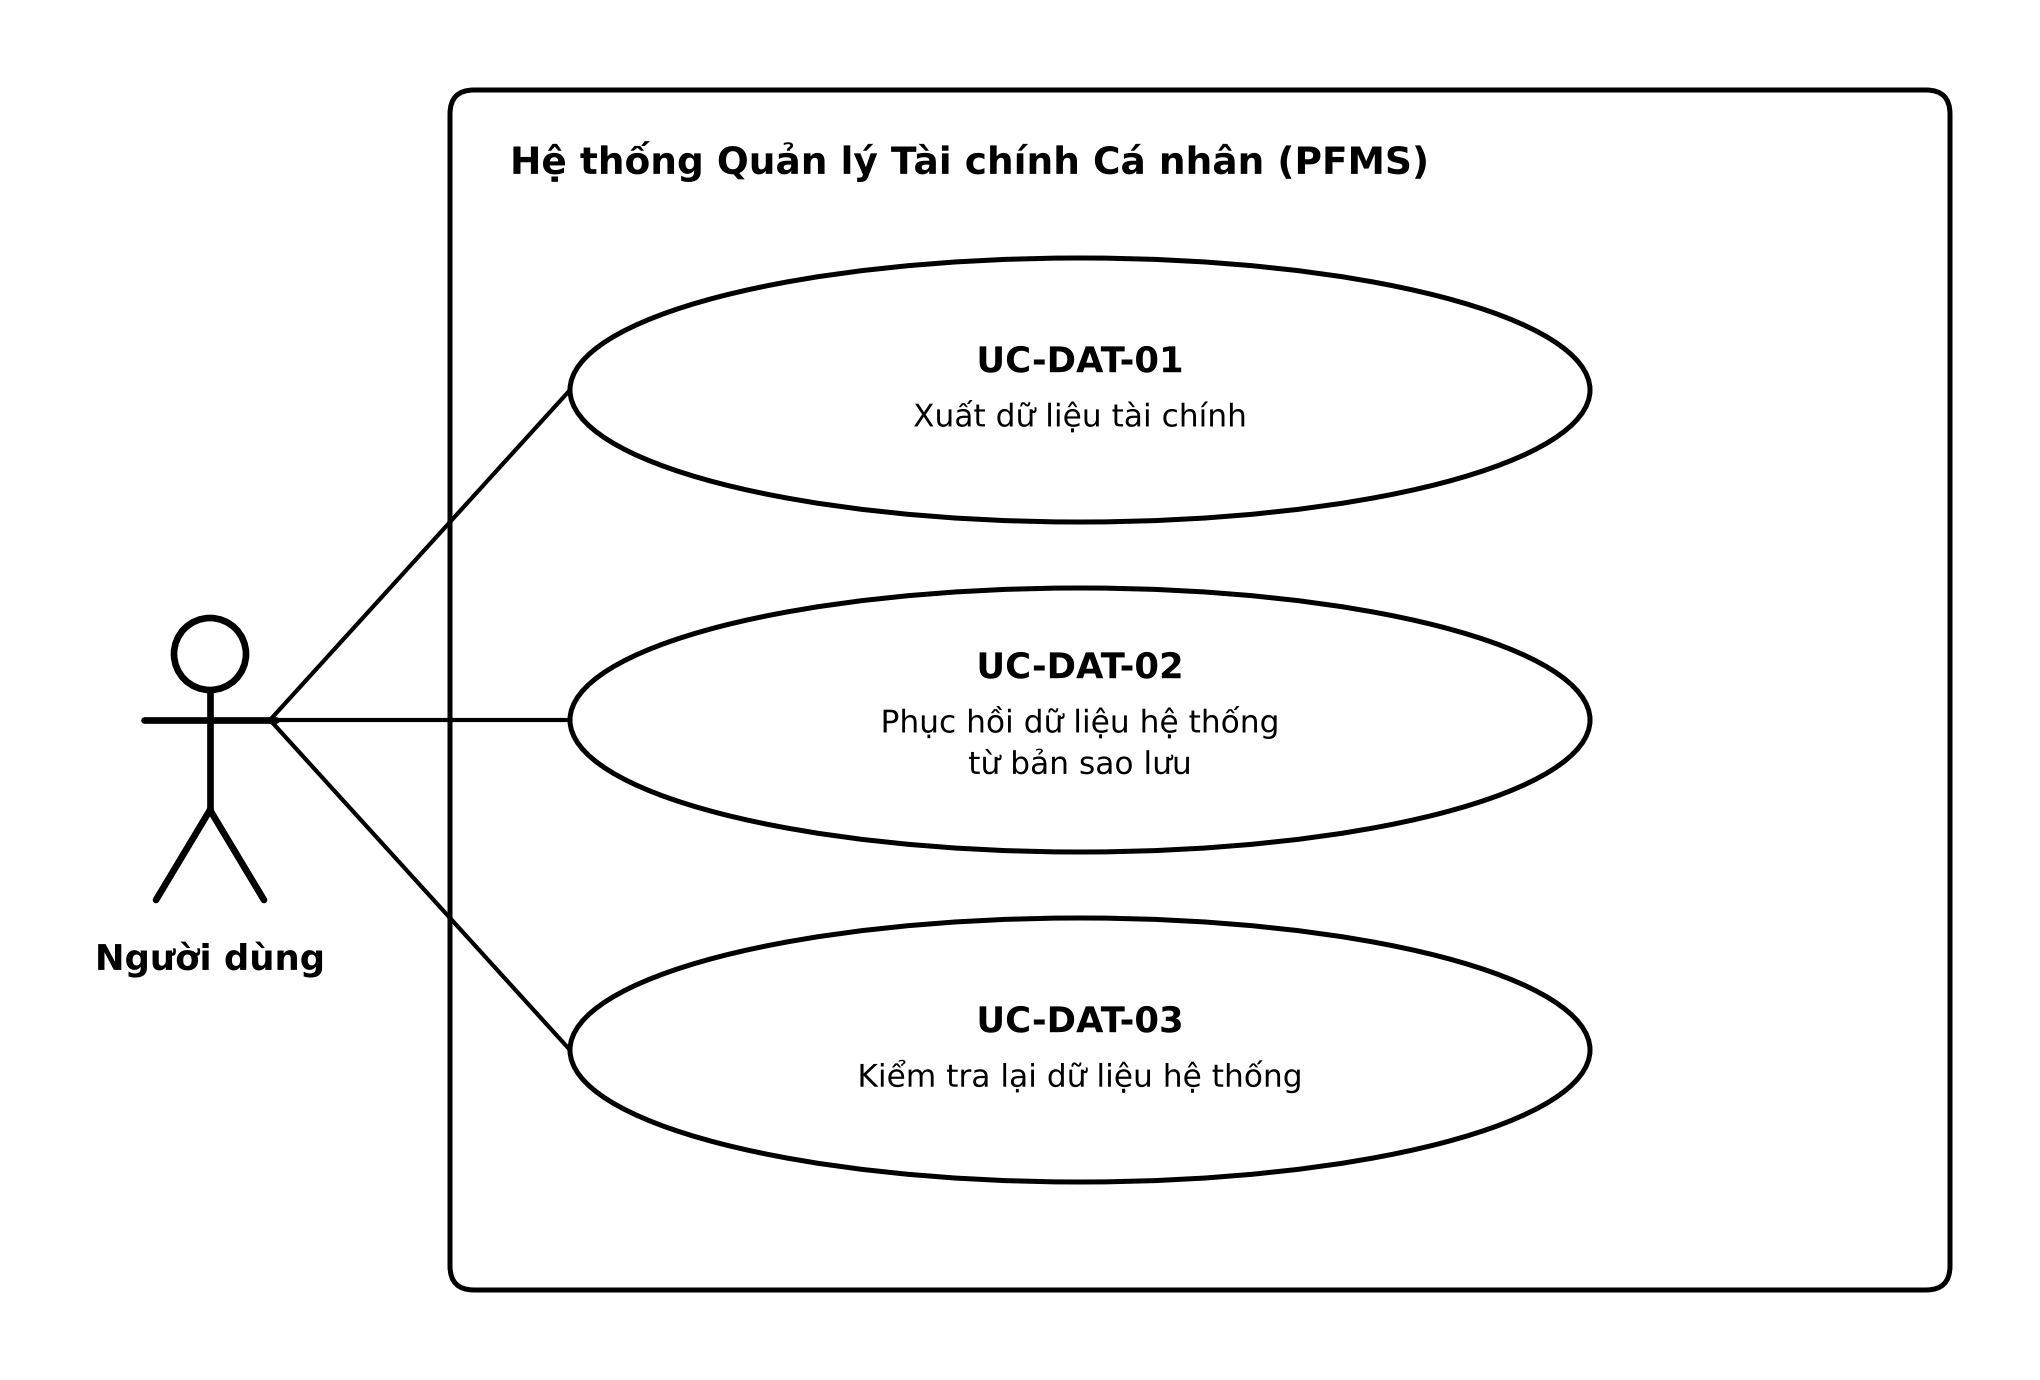 Hệ thống Quản lý Tài chính Cá nhân (PFMS)
UC-DAT-01
Xuất dữ liệu tài chính
UC-DAT-02
Phục hồi dữ liệu hệ thống
từ bản sao lưu
Người dùng
UC-DAT-03
Kiểm tra lại dữ liệu hệ thống